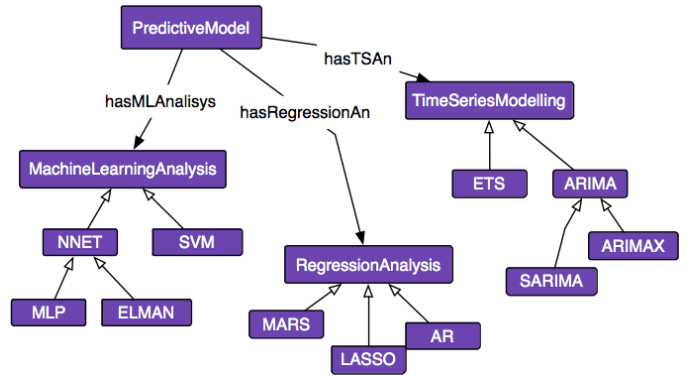 PredictiveModel
hasTSAn
hasMLAnalisys
hasRegressionAn
TimeSeriesModelling
MachineLearningAnalysis
ETS
ARIMA
NNET
SVM
ARIMAX
RegressionAnalysis
SARIMA
MLP
ELMAN
MARS
AR
LASSO